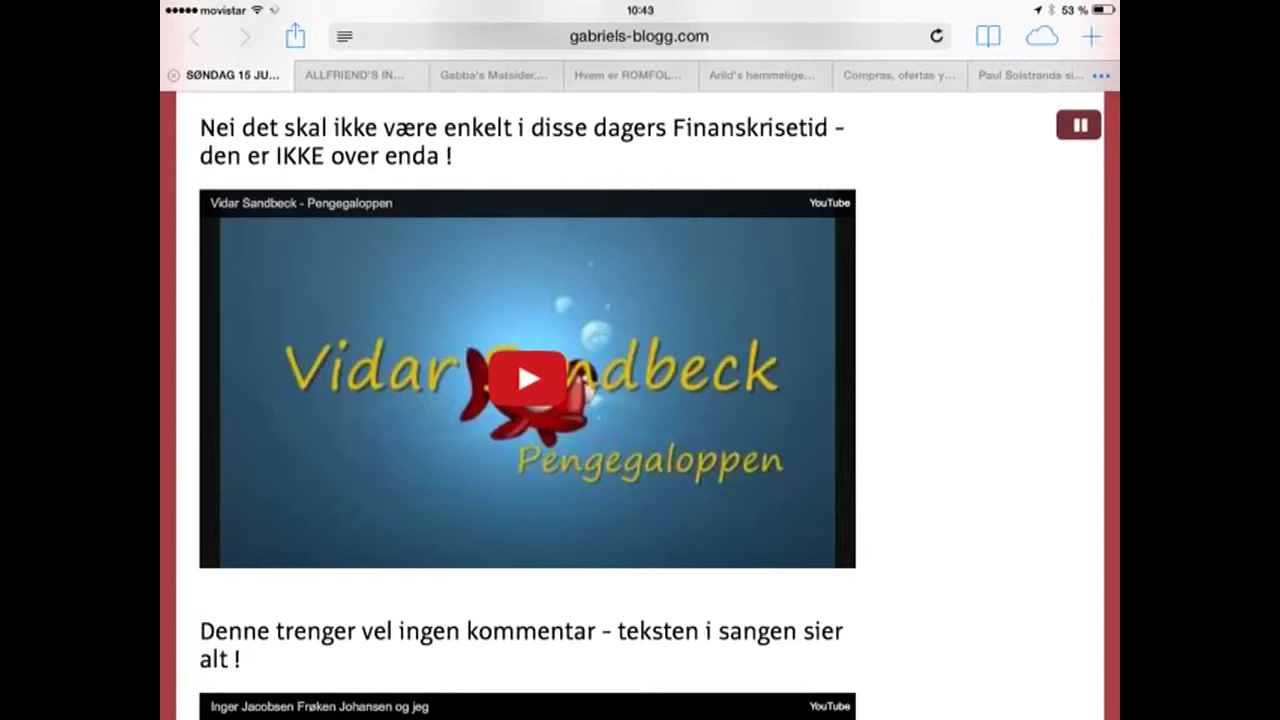 movistar 10:43 53 %
gabriels-blogg.com
SØNDAG 15 JU... ALLFRIEND'S IN... Gabba's Matsider,... Hvem er ROMFOL... Arild's hemmelige... Compras, ofertas y... Paul Solstrands si...
Nei det skal ikke være enkelt i disse dagers Finanskrisetid -
den er IKKE over enda !
Vidar Sandbeck - Pengegaloppen YouTube
Vidar Sandbeck
Pengegaloppen
Denne trenger vel ingen kommentar - teksten i sangen sier
alt !
Inger Jacobsen Frøken Johansen og jeg YouTube